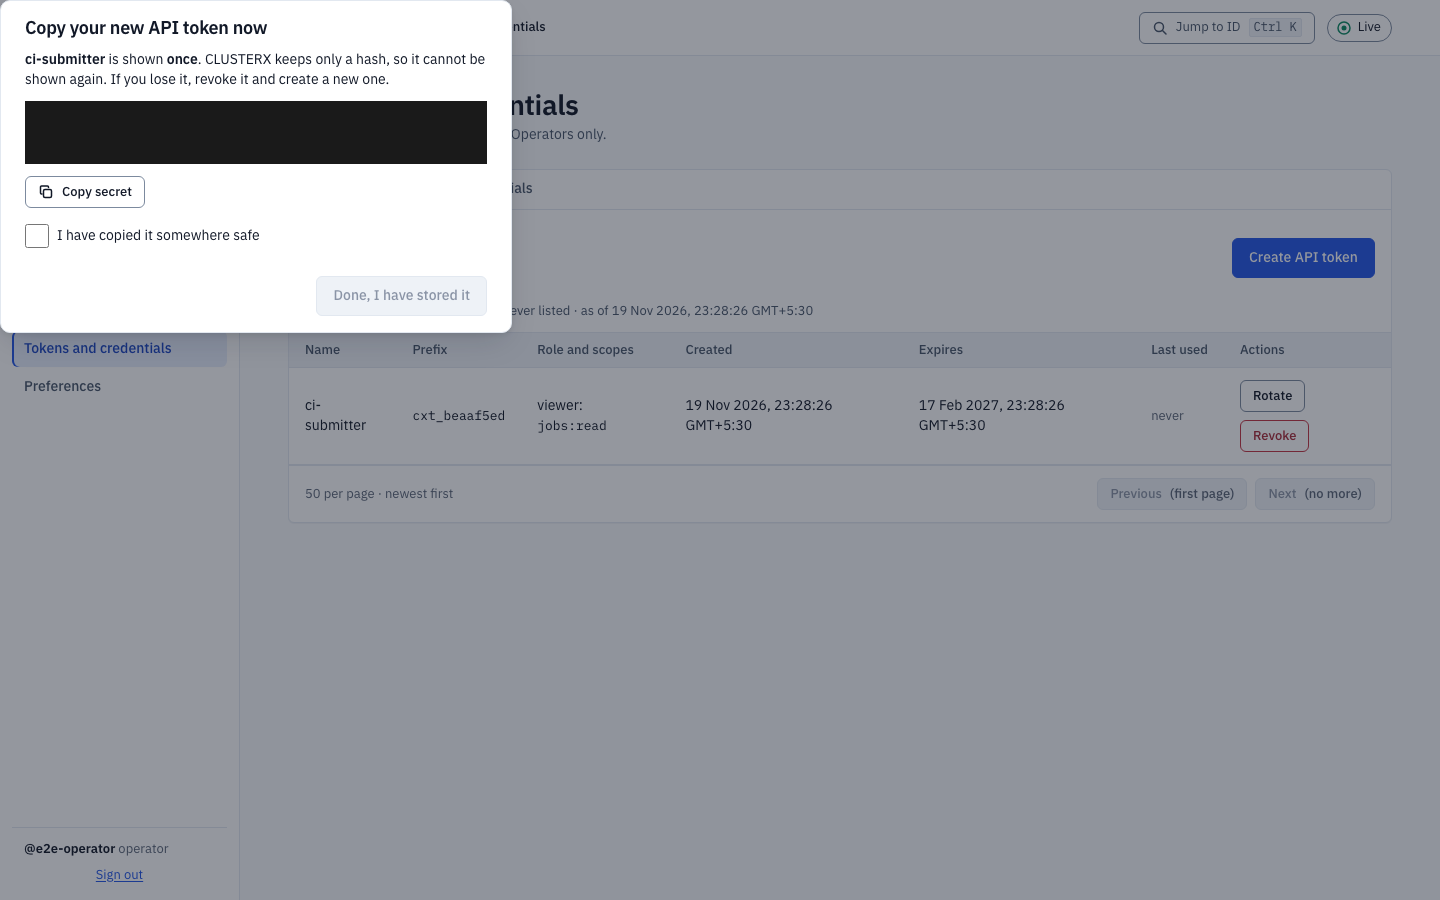 Copy your new API token now
ci-submitter is shown once. CLUSTERX keeps only a hash, so it cannot be
shown again. If you lose it, revoke it and create a new one.
Copy secret
I have copied it somewhere safe
Done, I have stored it
Jump to ID Ctrl K
Live
Operators only.
Create API token
as of 19 Nov 2026, 23:28:26 GMT+5:30
Name Prefix Role and scopes Created Expires Last used Actions
ci-
submitter
cxt_beaaf5ed
viewer:
jobs:read
19 Nov 2026, 23:28:26
GMT+5:30
17 Feb 2027, 23:28:26
GMT+5:30
never
Rotate
Revoke
50 per page · newest first
Previous (first page)
Next (no more)
Tokens and credentials
Preferences
@e2e-operator operator
Sign out